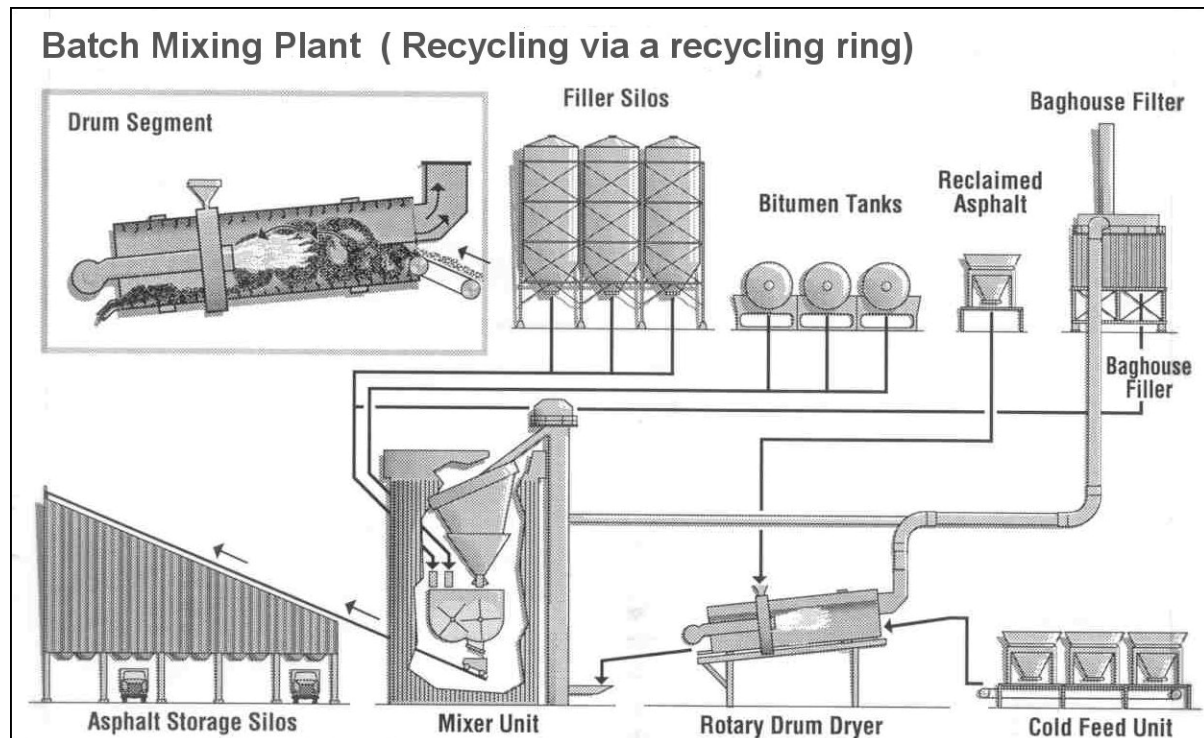 Batch Mixing Plant ( Recycling via a recycling ring)
Drum Segment
Filler Silos
Baghouse Filter
Bitumen Tanks
Reclaimed
Asphalt
Baghouse
Filler
Asphalt Storage Silos
Mixer Unit
Rotary Drum Dryer
Cold Feed Unit